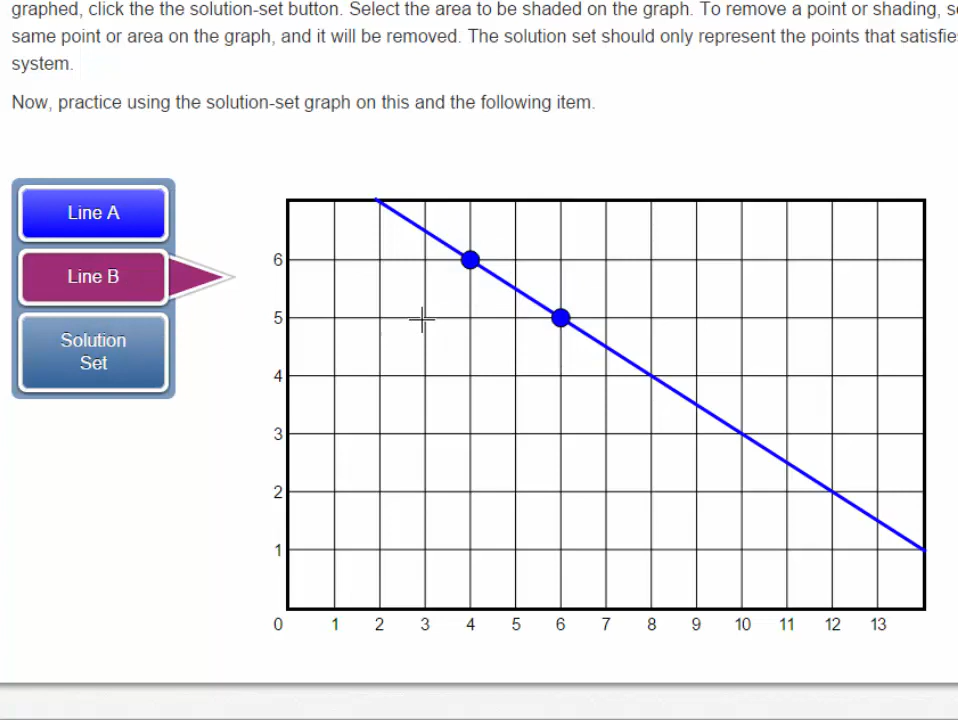 graphed, click the the solution-set button. Select the area to be shaded on the graph. To remove a point or shading,
same point or area on the graph, and it will be removed. The solution set should only represent the points that
system.
Now, practice using the solution-set graph on this and the following item.
Line A
Line B
Solution
Set
6
5
4
3
2
1
0 1 2 3 4 5 6 7 8 9 10 11 12 13